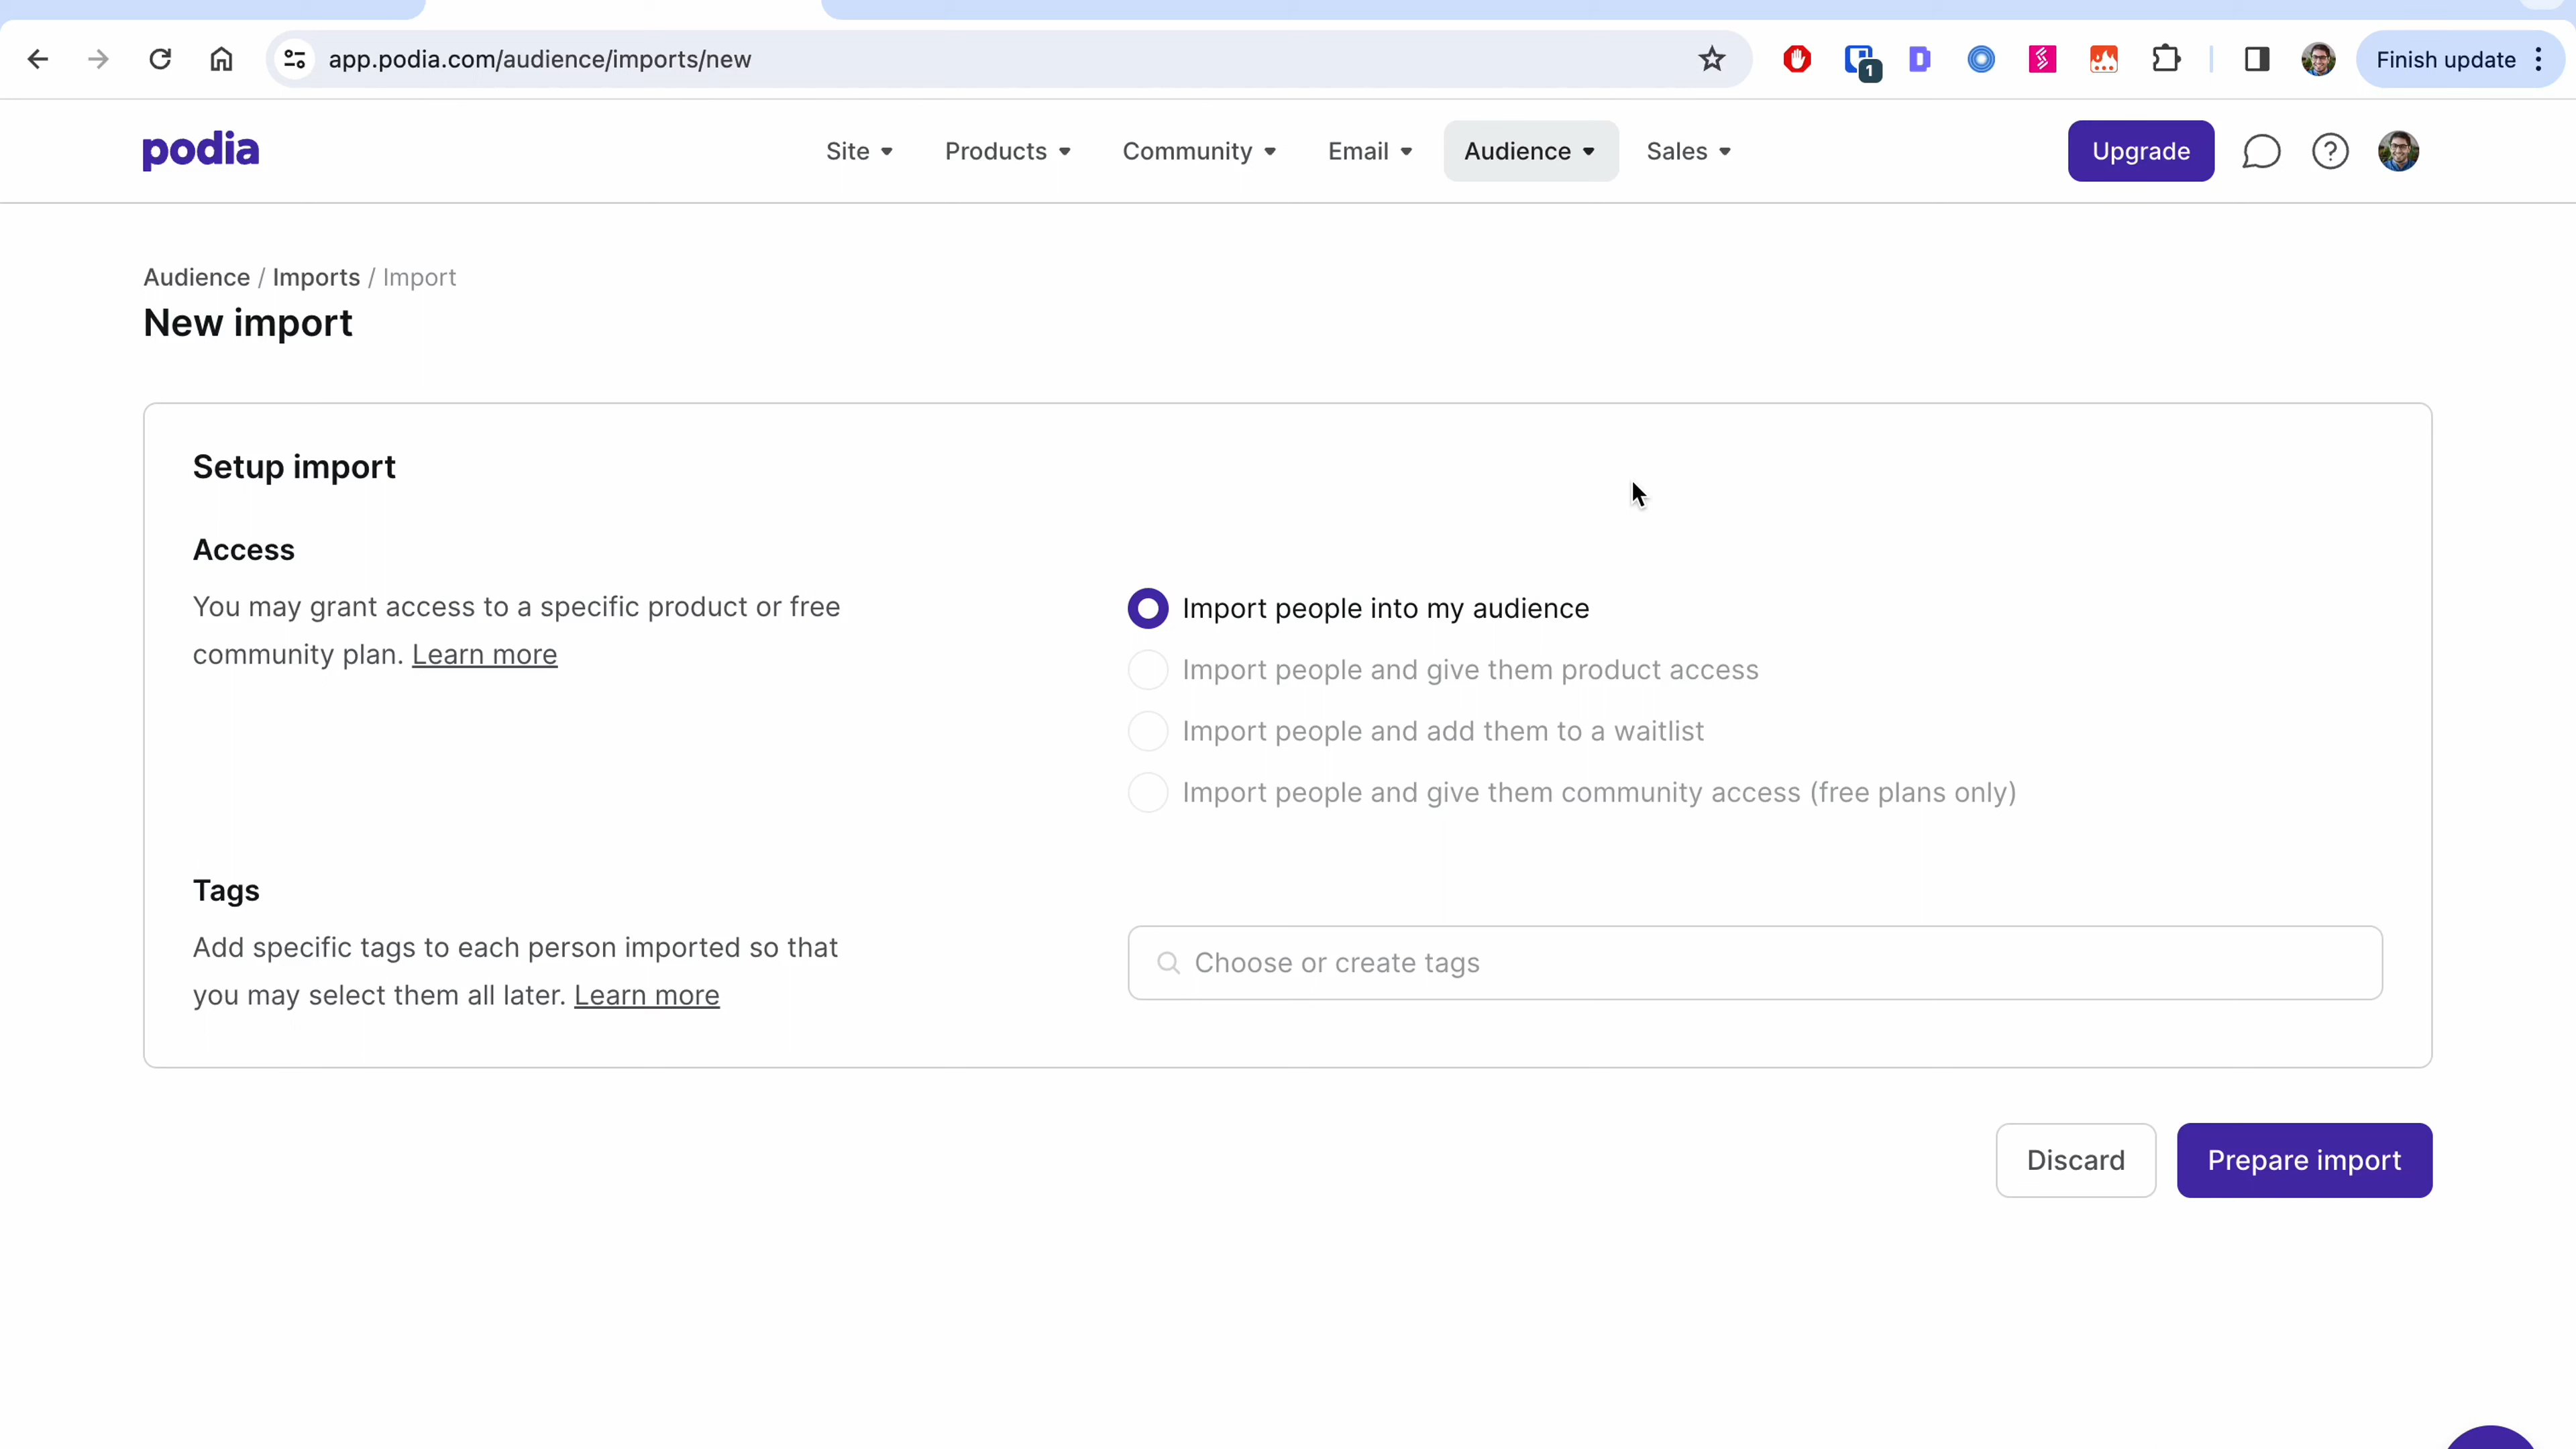 app.podia.com/audience/imports/new
1
Finish update
podia
Site
Products
Community
Email
Audience
Sales
Upgrade
Audience / Imports / Import
New import
Setup import
Access
You may grant access to a specific product or free
community plan. Learn more
Import people into my audience
Import people and give them product access
Import people and add them to a waitlist
Import people and give them community access (free plans only)
Tags
Add specific tags to each person imported so that
you may select them all later. Learn more
Choose or create tags
Discard
Prepare import